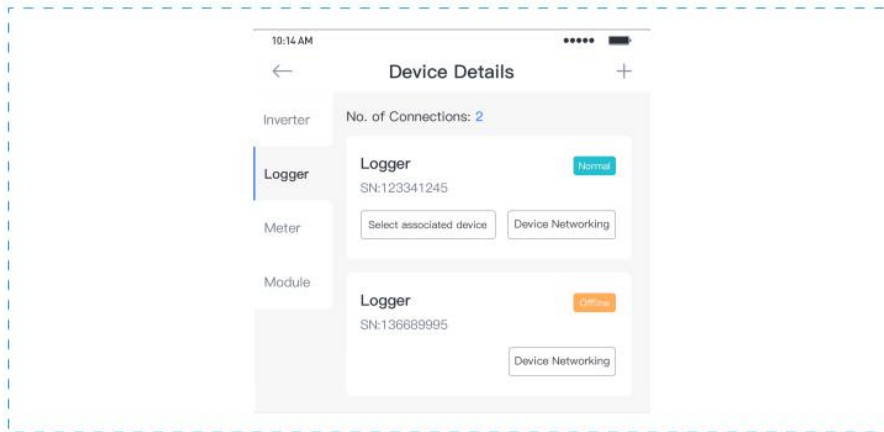 10:14 AM
Device Details
Inverter
No. of Connections: 2
Logger
Logger
Normal
SN:123341245
Select associated device
Device Networking
Meter
Module
Logger
Offline
SN:136689995
Device Networking